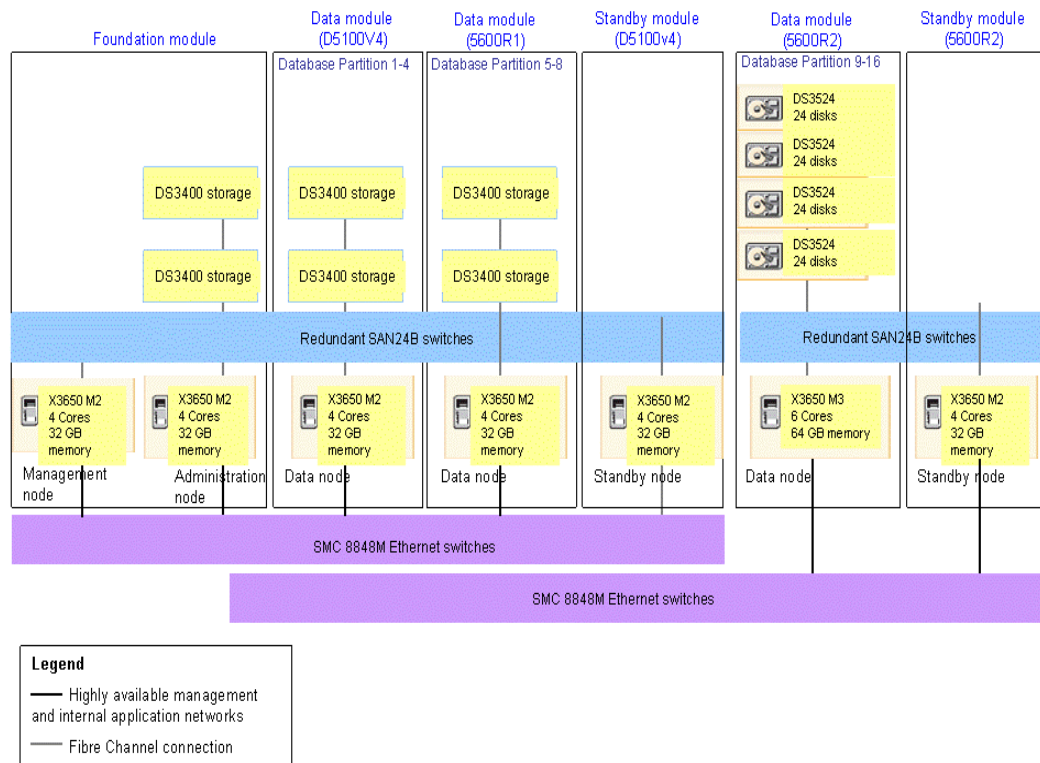 Foundation module
Data module
(D5100V4)
Data module
(5600R1)
Standby module
(D5100v4)
Data module
(5600R2)
Standby module
(5600R2)
Database Partition 1-4
Database Partition 5-8
Database Partition 9-16
DS3524
24 disks
DS3524
24 disks
DS3524
24 disks
DS3524
24 disks
DS3400 storage
DS3400 storage
DS3400 storage
DS3400 storage
DS3400 storage
DS3400 storage
Redundant SAN24B switches
Redundant SAN24B switches
X3650 M2
4 Cores
32 GB
memory
Management
node
X3650 M2
4 Cores
32 GB
memory
Administration
node
X3650 M2
4 Cores
32 GB
memory
Data node
X3650 M2
4 Cores
32 GB
memory
Data node
X3650 M2
4 Cores
32 GB
memory
Standby node
X3650 M3
6 Cores
64 GB memory
Data node
X3650 M2
4 Cores
32 GB
memory
Standby node
SMC 8848M Ethernet switches
SMC 8848M Ethernet switches
Legend
Highly available management
and internal application networks
Fibre Channel connection